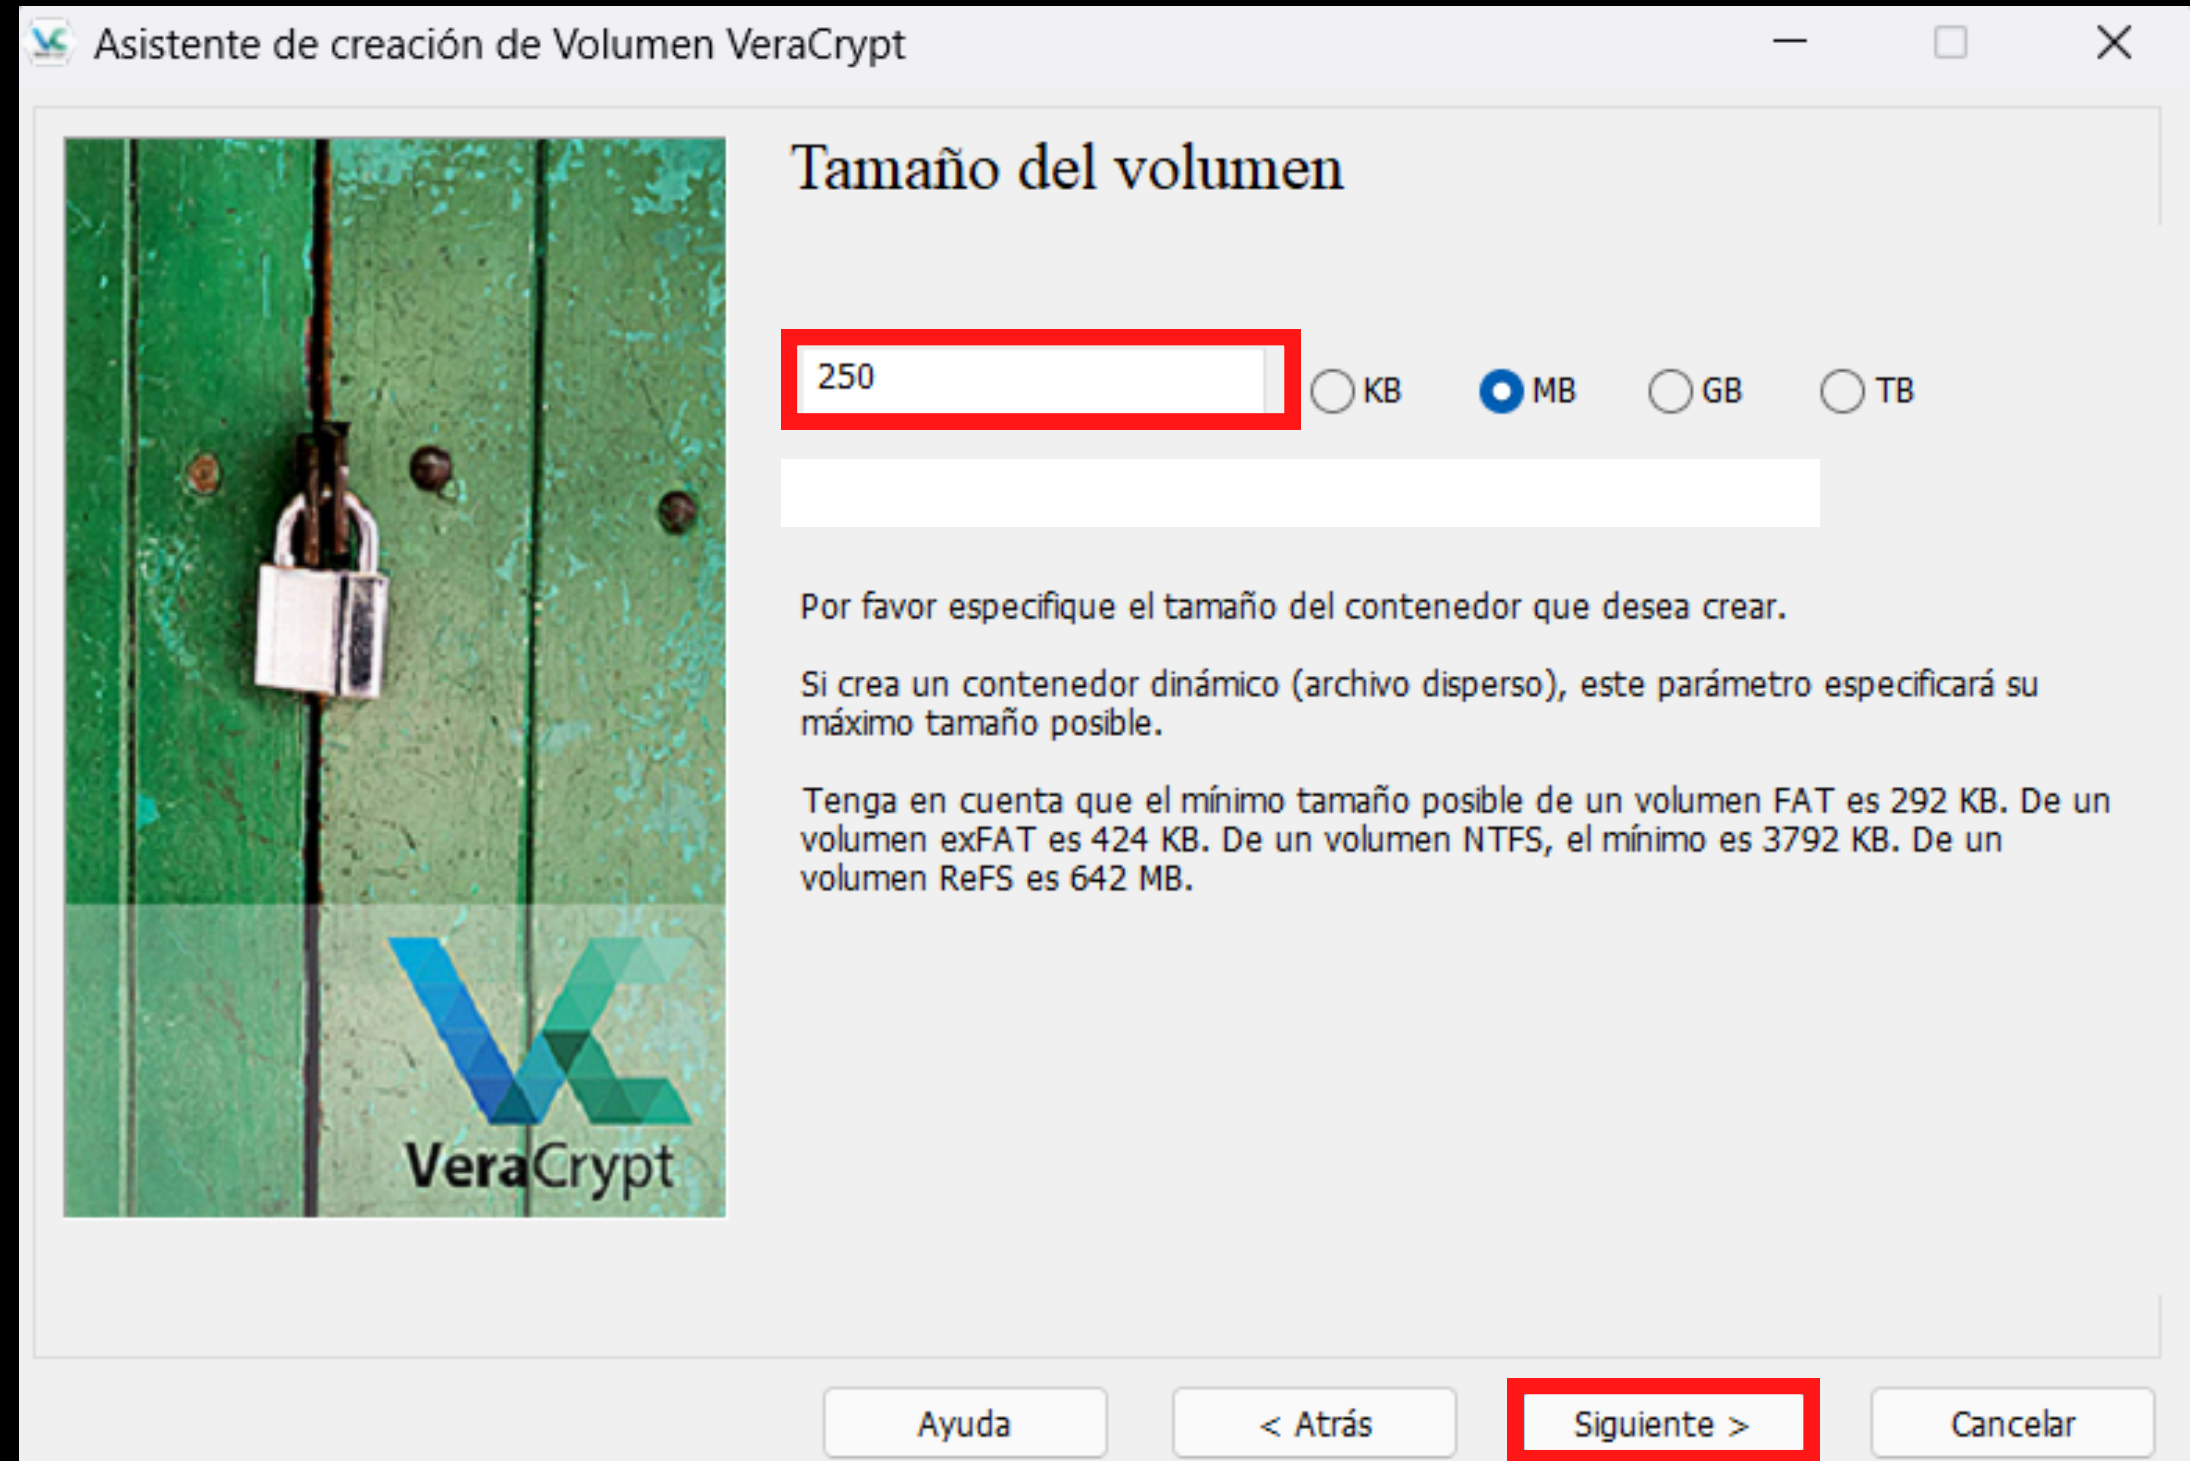 Asistente de creación de Volumen VeraCrypt
Tamaño del volumen
250
KB MB GB TB
Por favor especifique el tamaño del contenedor que desea crear.
Si crea un contenedor dinámico (archivo disperso), este parámetro especificará su
máximo tamaño posible.
Tenga en cuenta que el mínimo tamaño posible de un volumen FAT es 292 KB. De un
volumen exFAT es 424 KB. De un volumen NTFS, el mínimo es 3792 KB. De un
volumen ReFS es 642 MB.
VeraCrypt
Ayuda < Atrás Siguiente > Cancelar